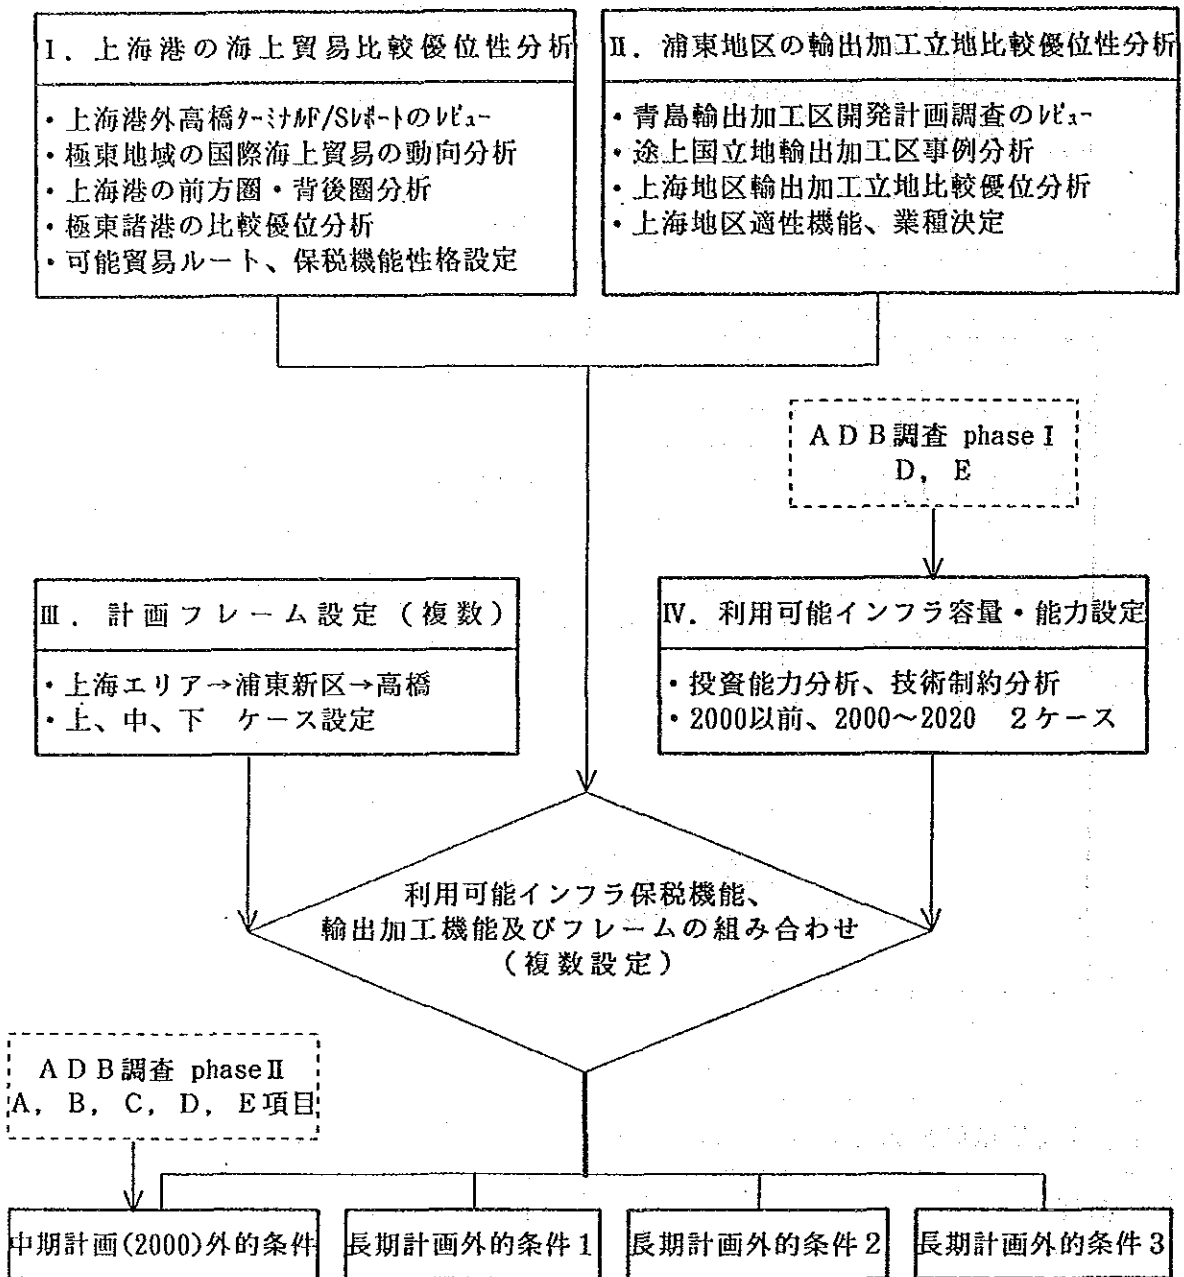 I. 上海港の海上貿易比較優位性分析
・上海港外高橋ﾀｰﾐﾅﾙF/Sﾚﾎﾟｰﾄのﾚﾋﾞｭｰ
・極東地域の国際海上貿易の動向分析
・上海港の前方圏・背後圏分析
・極東諸港の比較優位分析
・可能貿易ルート、保税機能性格設定
Ⅱ. 浦東地区の輸出加工立地比較優位性分析
・青島輸出加工区開発計画調査のﾚﾋﾞｭｰ
・途上国立地輸出加工区事例分析
・上海地区輸出加工立地比較優位分析
・上海地区適性機能、業種決定
ADB調査 phaseⅠ
D, E
Ⅲ. 計画フレーム設定(複数)
・上海エリア→浦東新区→高橋
・上、中、下 ケース設定
Ⅳ. 利用可能インフラ容量・能力設定
・投資能力分析、技術制約分析
・2000以前、2000~2020 2ケース
利用可能インフラ保税機能、
輸出加工機能及びフレームの組み合わせ
(複数設定)
ADB調査 phaseⅡ
A, B, C, D, E項目
中期計画(2000)外的条件
長期計画外的条件1
長期計画外的条件2
長期計画外的条件3